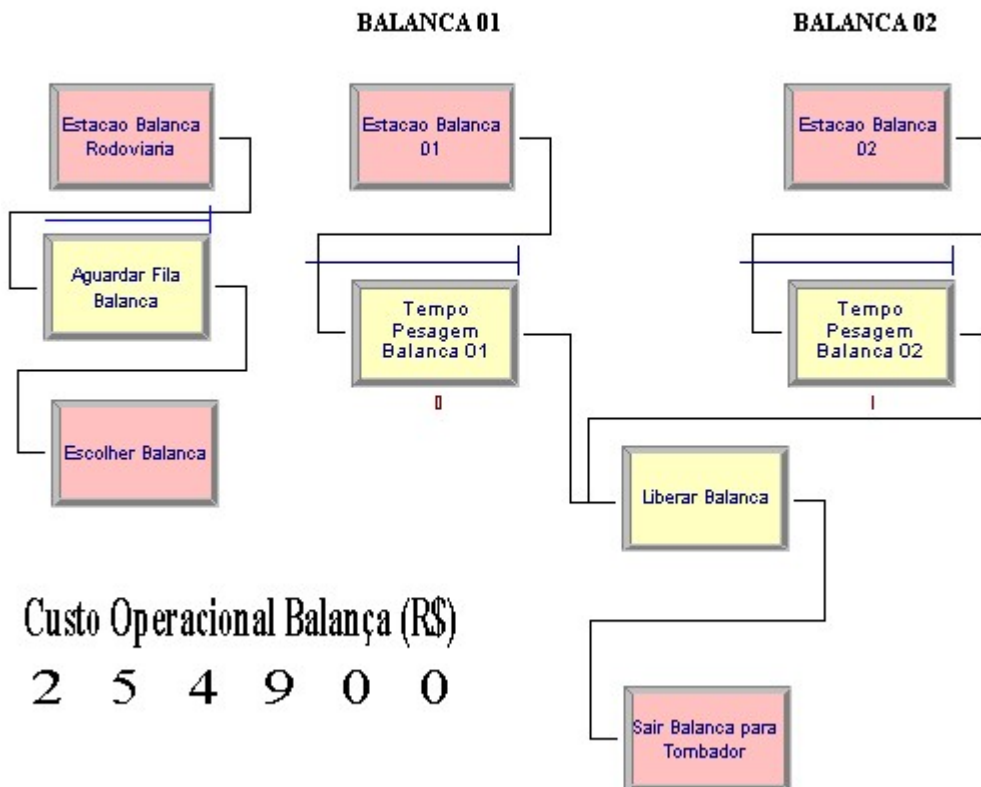 BALANCA 01
BALANCA 02
Estacao Balanca
Rodoviaria
Estacao Balanca
01
Estacao Balanca
02
Aguardar Fila
Balanca
Tempo
Pesagem
Balanca 01
0
Tempo
Pesagem
Balanca 02
Escolher Balanca
Liberar Balanca
Custo Operacional Balança (R$)
2 5 4 9 0 0
Sair Balanca para
Tombador